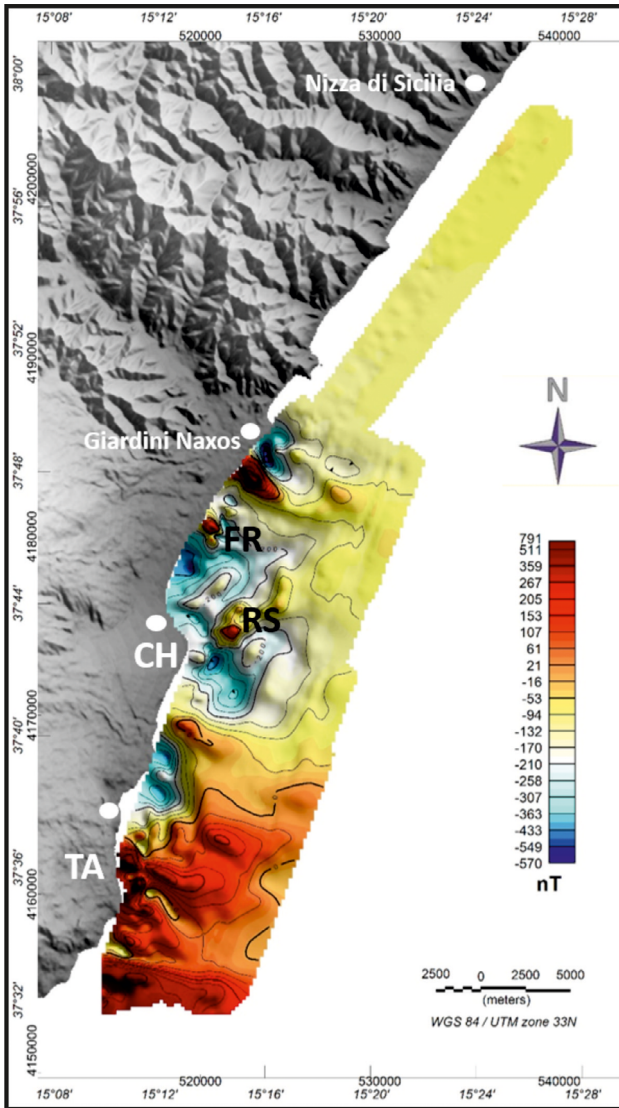 15°08' 15°12' 15°16' 15°20' 15°24' 15°28'
520000 530000 540000
38°00'
Nizza di Sicilia
4200000
37°56'
37°52'
4190000
N
Giardini Naxos
37°48'
4180000
FR
37°44'
RS
CH
791
511
359
267
205
153
107
61
21
-16
-53
-94
-132
-170
-210
-258
-307
-363
-433
-549
-570
nT
4170000
37°40'
TA
37°36'
4160000
2500 0 2500 5000
(meters)
WGS 84 / UTM zone 33N
37°32'
4150000
520000 530000 540000
15°08' 15°12' 15°16' 15°20' 15°24' 15°28'